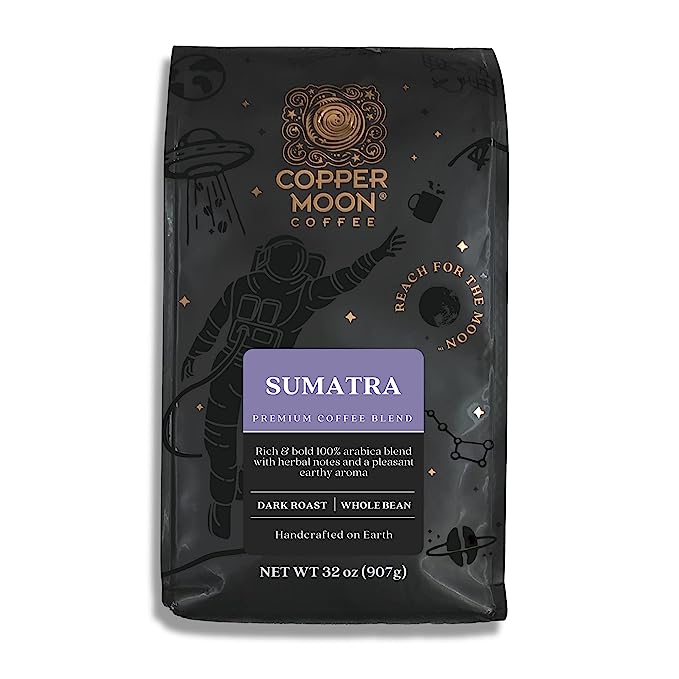 COPPER
MOON®
COFFEE
REACH FOR THE MOON™
SUMATRA
PREMIUM COFFEE BLEND
Rich & bold 100% arabica blend
with herbal notes and a pleasant
earthy aroma
DARK ROAST | WHOLE BEAN
Handcrafted on Earth
NET WT 32 oz (907g)